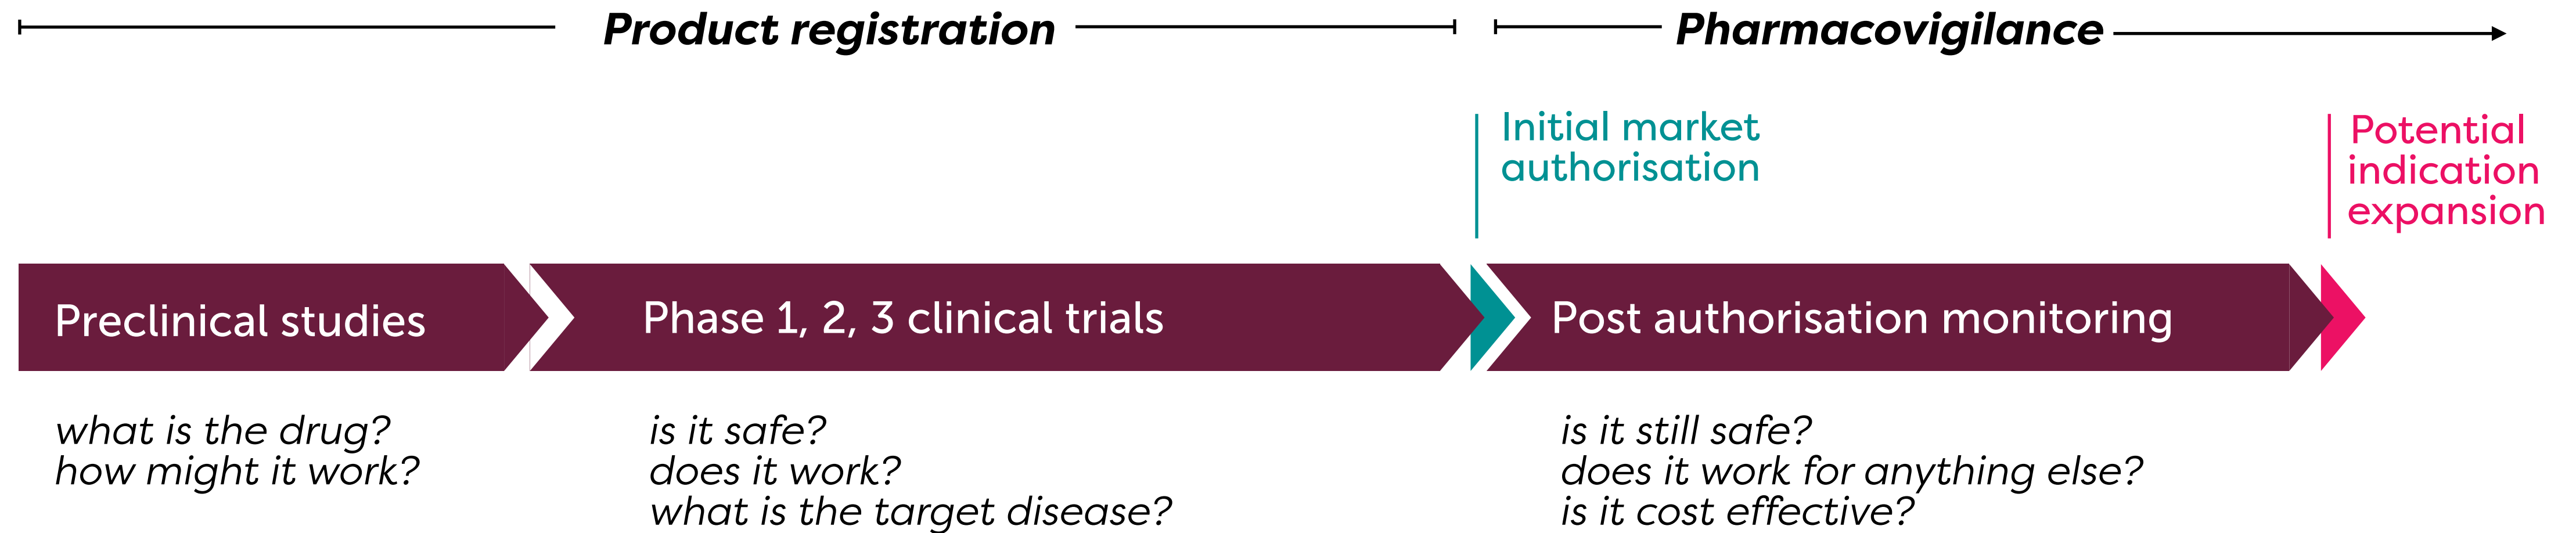 Product registration
Pharmacovigilance
Initial market
authorisation
Potential
indication
expansion
Preclinical studies
Phase 1, 2, 3 clinical trials
Post authorisation monitoring
what is the drug?
how might it work?
is it safe?
does it work?
what is the target disease?
is it still safe?
does it work for anything else?
is it cost effective?